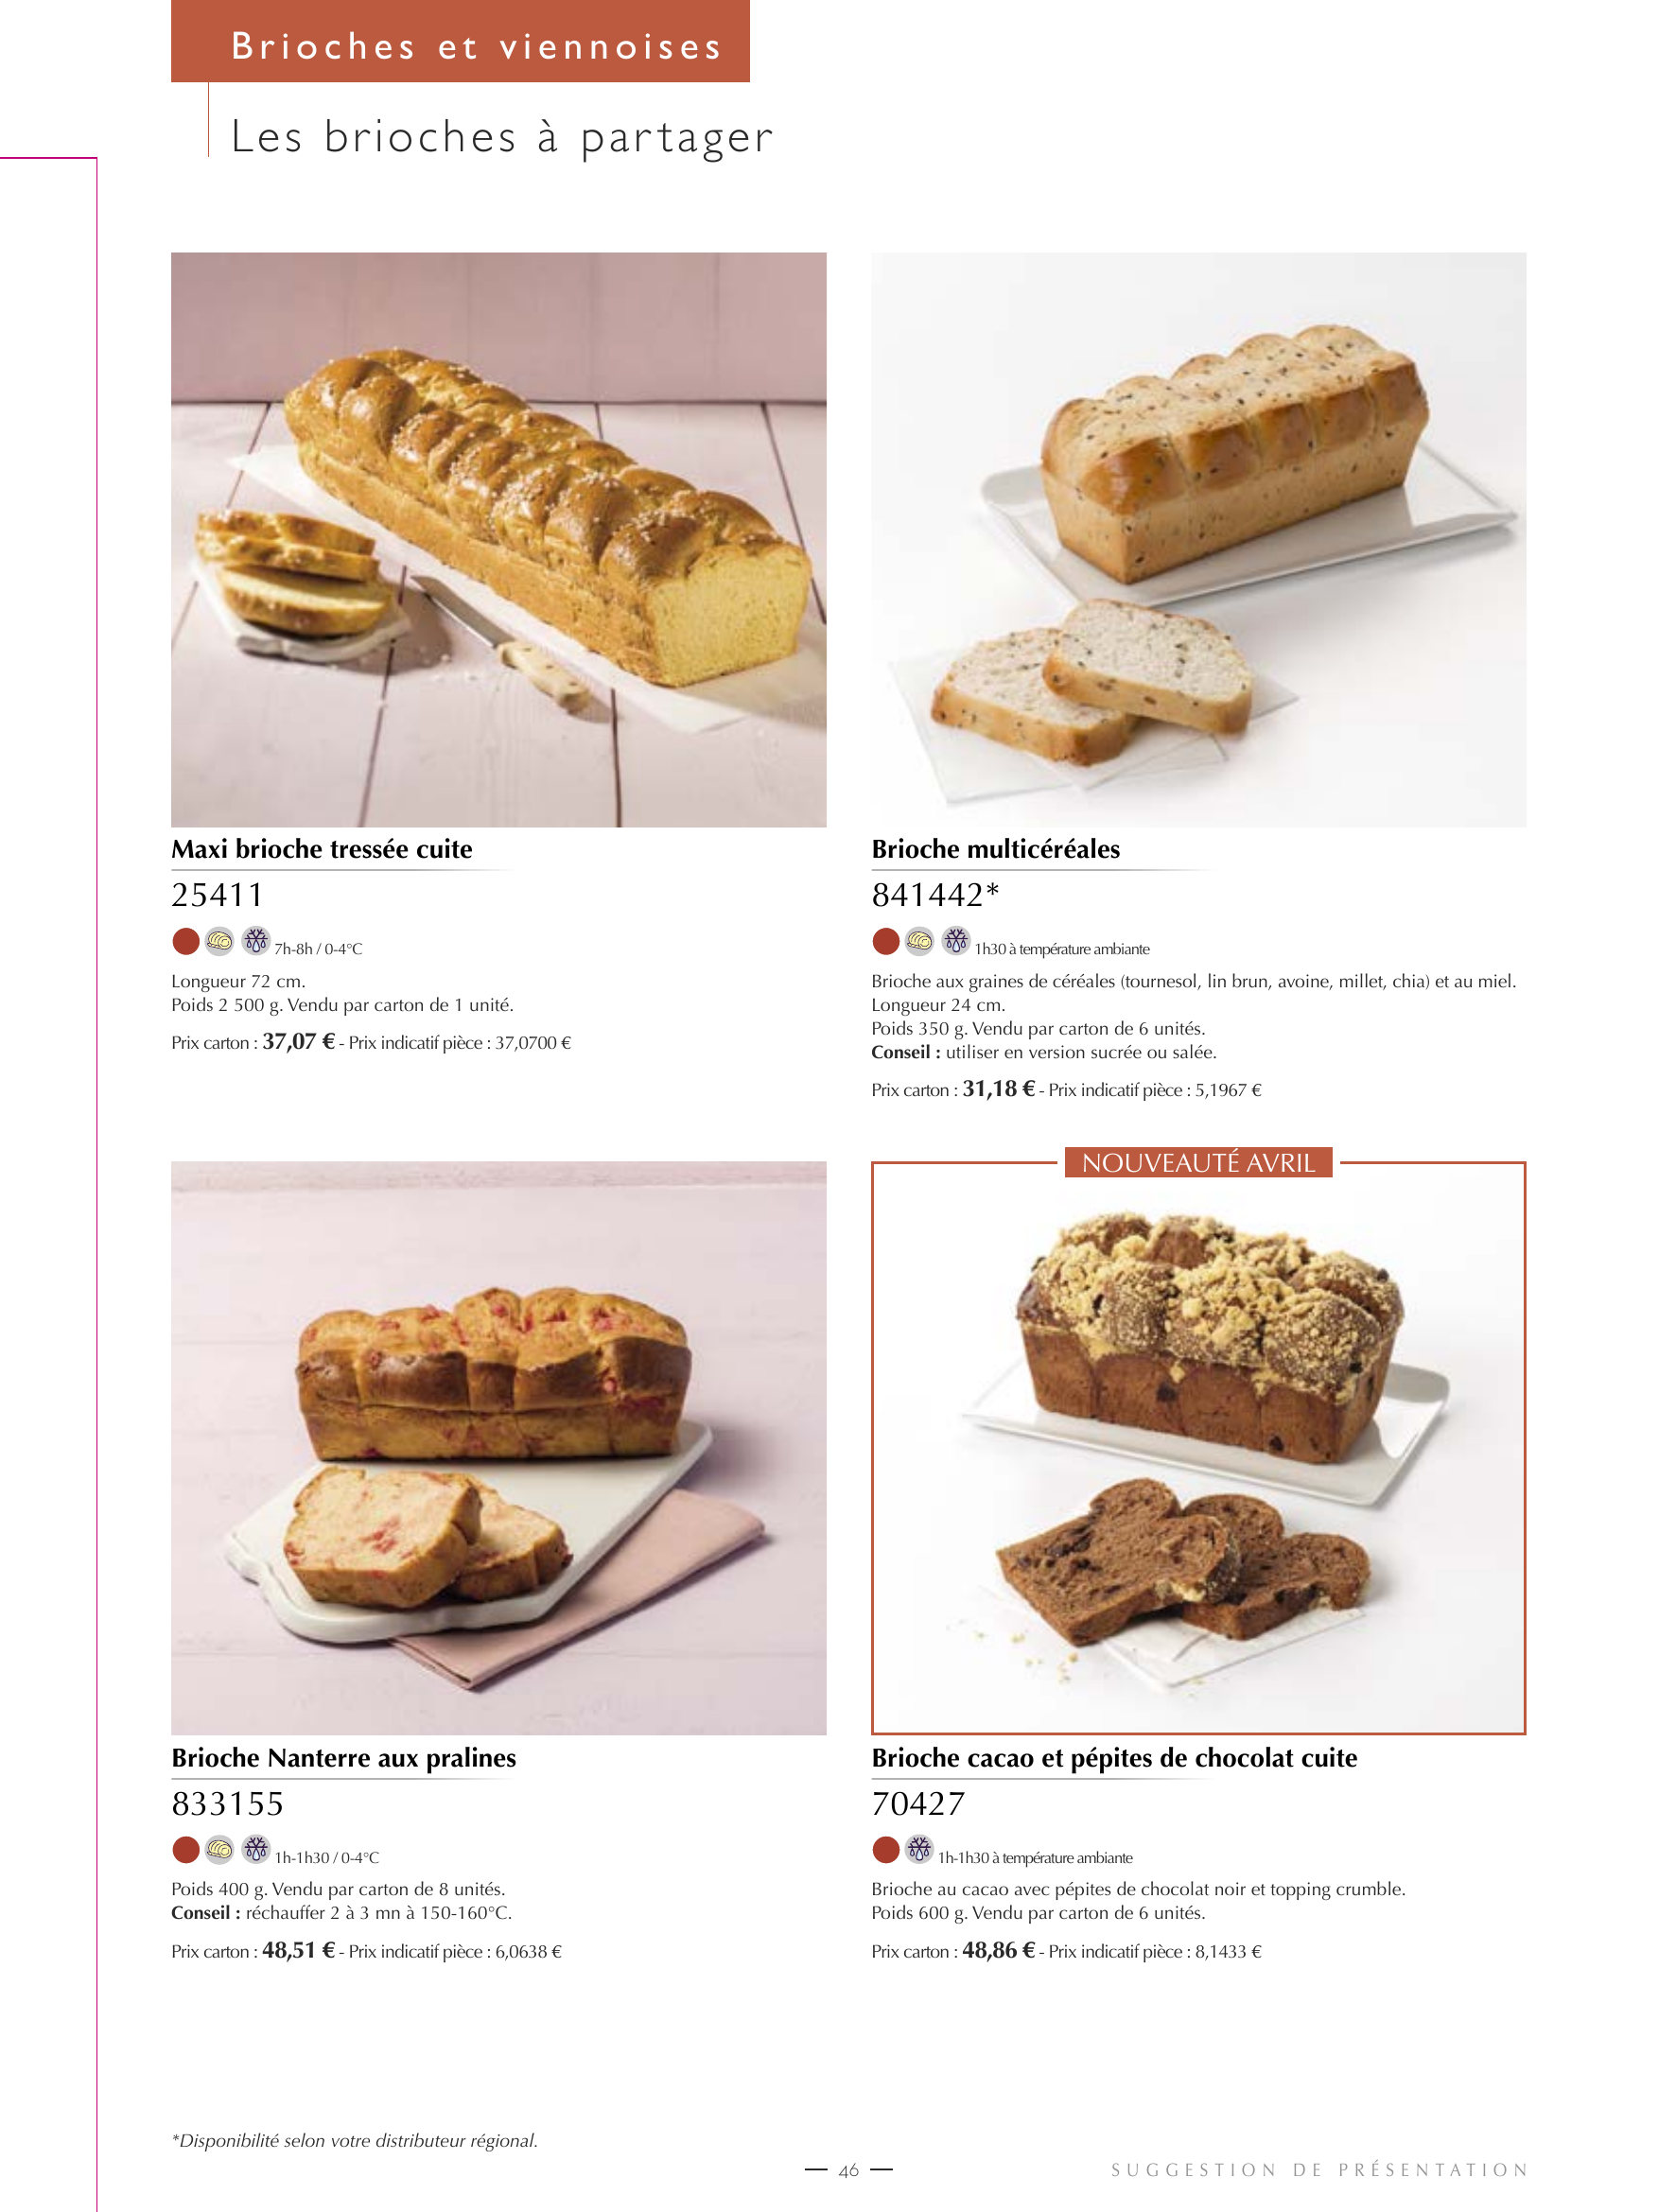 Brioches et viennoises
Les brioches à partager
Maxi brioche tressée cuite
25411
7h-8h / 0-4°C
Longueur 72 cm.
Poids 2 500 g. Vendu par carton de 1 unité.
Prix carton : 37,07 € - Prix indicatif pièce : 37,0700 €
Brioche multicéréales
841442*
1h30 à température ambiante
Brioche aux graines de céréales (tournesol, lin brun, avoine, millet, chia) et au miel.
Longueur 24 cm.
Poids 350 g. Vendu par carton de 6 unités.
Conseil : utiliser en version sucrée ou salée.
Prix carton : 31,18 € - Prix indicatif pièce : 5,1967 €
Brioche Nanterre aux pralines
833155
1h-1h30 / 0-4°C
Poids 400 g. Vendu par carton de 8 unités.
Conseil : réchauffer 2 à 3 mn à 150-160°C.
Prix carton : 48,51 € - Prix indicatif pièce : 6,0638 €
NOUVEAUTÉ AVRIL
Brioche cacao et pépites de chocolat cuite
70427
1h-1h30 à température ambiante
Brioche au cacao avec pépites de chocolat noir et topping crumble.
Poids 600 g. Vendu par carton de 6 unités.
Prix carton : 48,86 € - Prix indicatif pièce : 8,1433 €
*Disponibilité selon votre distributeur régional.
— 46 —
SUGGESTION DE PRÉSENTATION